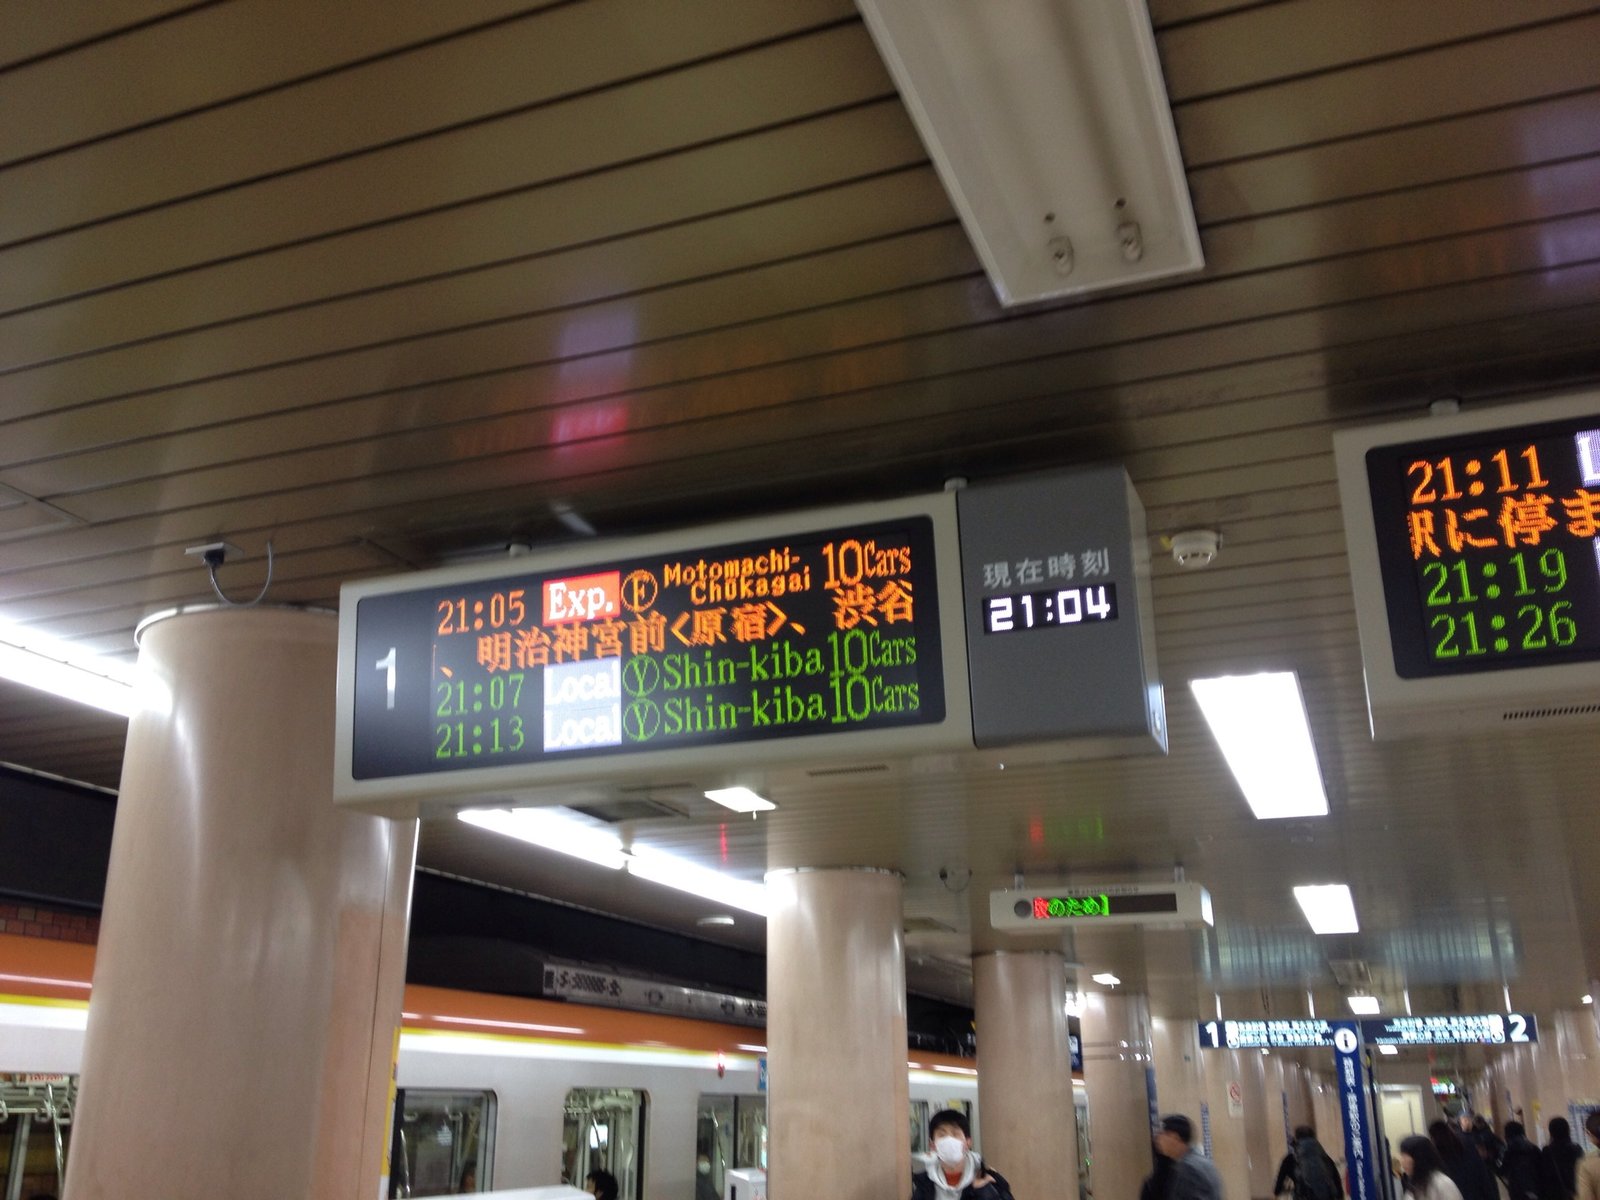 1
21:05 Exp. F Motomachi-Chūkagai 10Cars
、明治神宮前<原宿>、渋谷
21:07 Local Y Shin-kiba 10Cars
21:13 Local Y Shin-kiba 10Cars
現在時刻
21:04
21:11
駅に停ま
21:19
21:26
のため】
1
i
2